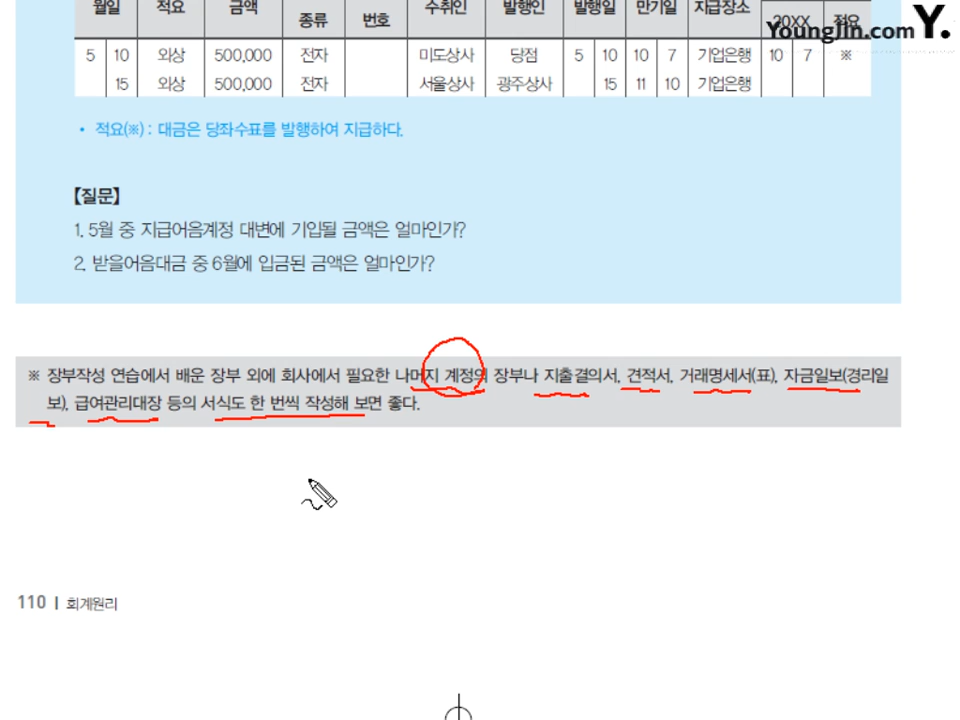 월일 적요 금액 종류 번호 수취인 발행인 발행일 만기일 지급장소 20XX 적요
YoungJin.com Y.
5 10 외상 500,000 전자 미도상사 당점 5 10 10 7 기업은행 10 7 ※
15 외상 500,000 전자 서울상사 광주상사 15 11 10 기업은행
• 적요(※) : 대금은 당좌수표를 발행하여 지급하다.
【질문】
1. 5월 중 지급어음계정 대변에 기입될 금액은 얼마인가?
2. 받을어음대금 중 6월에 입금된 금액은 얼마인가?
※ 장부작성 연습에서 배운 장부 외에 회사에서 필요한 나머지 계정의 장부나 지출결의서, 견적서, 거래명세서(표), 자금일보(경리일
보), 급여관리대장 등의 서식도 한 번씩 작성해 보면 좋다.
110 | 회계원리